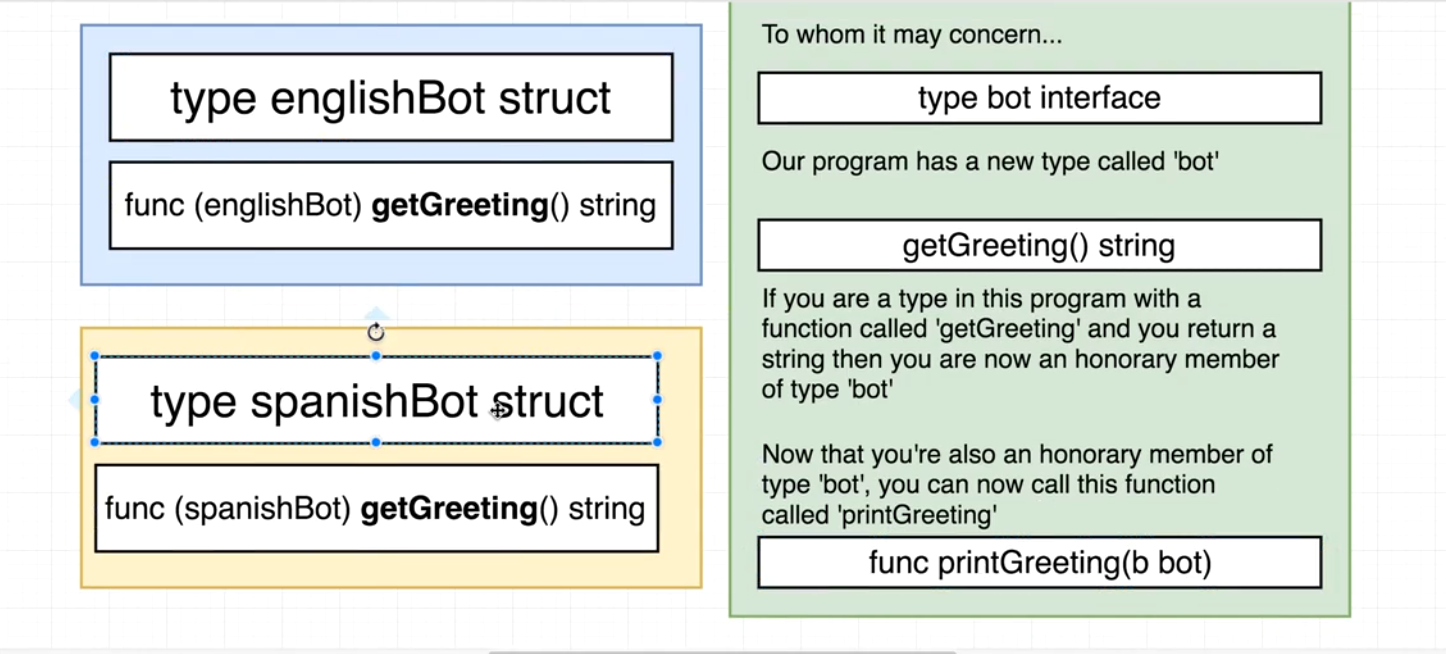 type englishBot struct
func (englishBot) getGreeting() string
type spanishBot struct
func (spanishBot) getGreeting() string
To whom it may concern...
type bot interface
Our program has a new type called 'bot'
getGreeting() string
If you are a type in this program with a
function called 'getGreeting' and you return a
string then you are now an honorary member
of type 'bot'
Now that you're also an honorary member of
type 'bot', you can now call this function
called 'printGreeting'
func printGreeting(b bot)